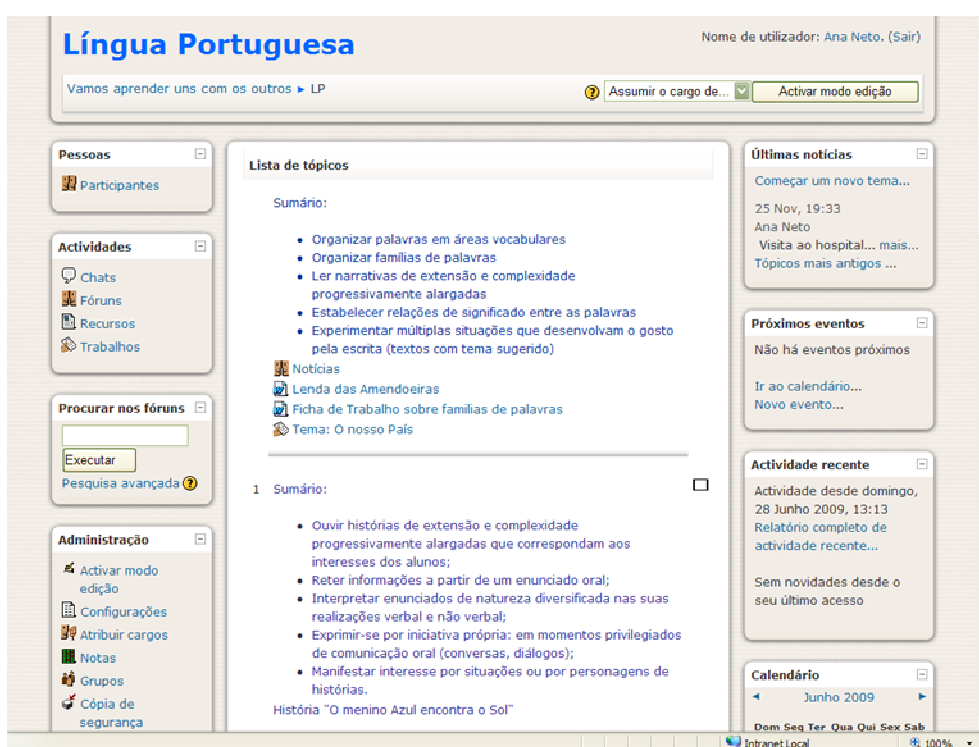 Língua Portuguesa
Nome de utilizador: Ana Neto. (Sair)
Vamos aprender uns com os outros ► LP
Assumir o cargo de...
Activar modo edição
Pessoas
Participantes
Actividades
Chats
Fóruns
Recursos
Trabalhos
Procurar nos fóruns
Executar
Pesquisa avançada
Administração
Activar modo
edição
Configurações
Atribuir cargos
Notas
Grupos
Cópia de
segurança
Lista de tópicos
Sumário:
• Organizar palavras em áreas vocabulares
• Organizar famílias de palavras
• Ler narrativas de extensão e complexidade
progressivamente alargadas
• Estabelecer relações de significado entre as palavras
• Experimentar múltiplas situações que desenvolvam o gosto
pela escrita (textos com tema sugerido)
Notícias
Lenda das Amendoeiras
Ficha de Trabalho sobre familias de palavras
Tema: O nosso País
1 Sumário:
• Ouvir histórias de extensão e complexidade
progressivamente alargadas que correspondam aos
interesses dos alunos;
• Reter informações a partir de um enunciado oral;
• Interpretar enunciados de natureza diversificada nas suas
realizações verbal e não verbal;
• Exprimir-se por iniciativa própria: em momentos privilegiados
de comunicação oral (conversas, diálogos);
• Manifestar interesse por situações ou por personagens de
histórias.
História "O menino Azul encontra o Sol"
Últimas notícias
Começar um novo tema...
25 Nov, 19:33
Ana Neto
Visita ao hospital... mais...
Tópicos mais antigos ...
Próximos eventos
Não há eventos próximos
Ir ao calendário...
Novo evento...
Actividade recente
Actividade desde domingo,
28 Junho 2009, 13:13
Relatório completo de
actividade recente...
Sem novidades desde o
seu último acesso
Calendário
◄ Junho 2009 ►
Dom Seg Ter Qua Qui Sex Sab
Intranet Local
100%